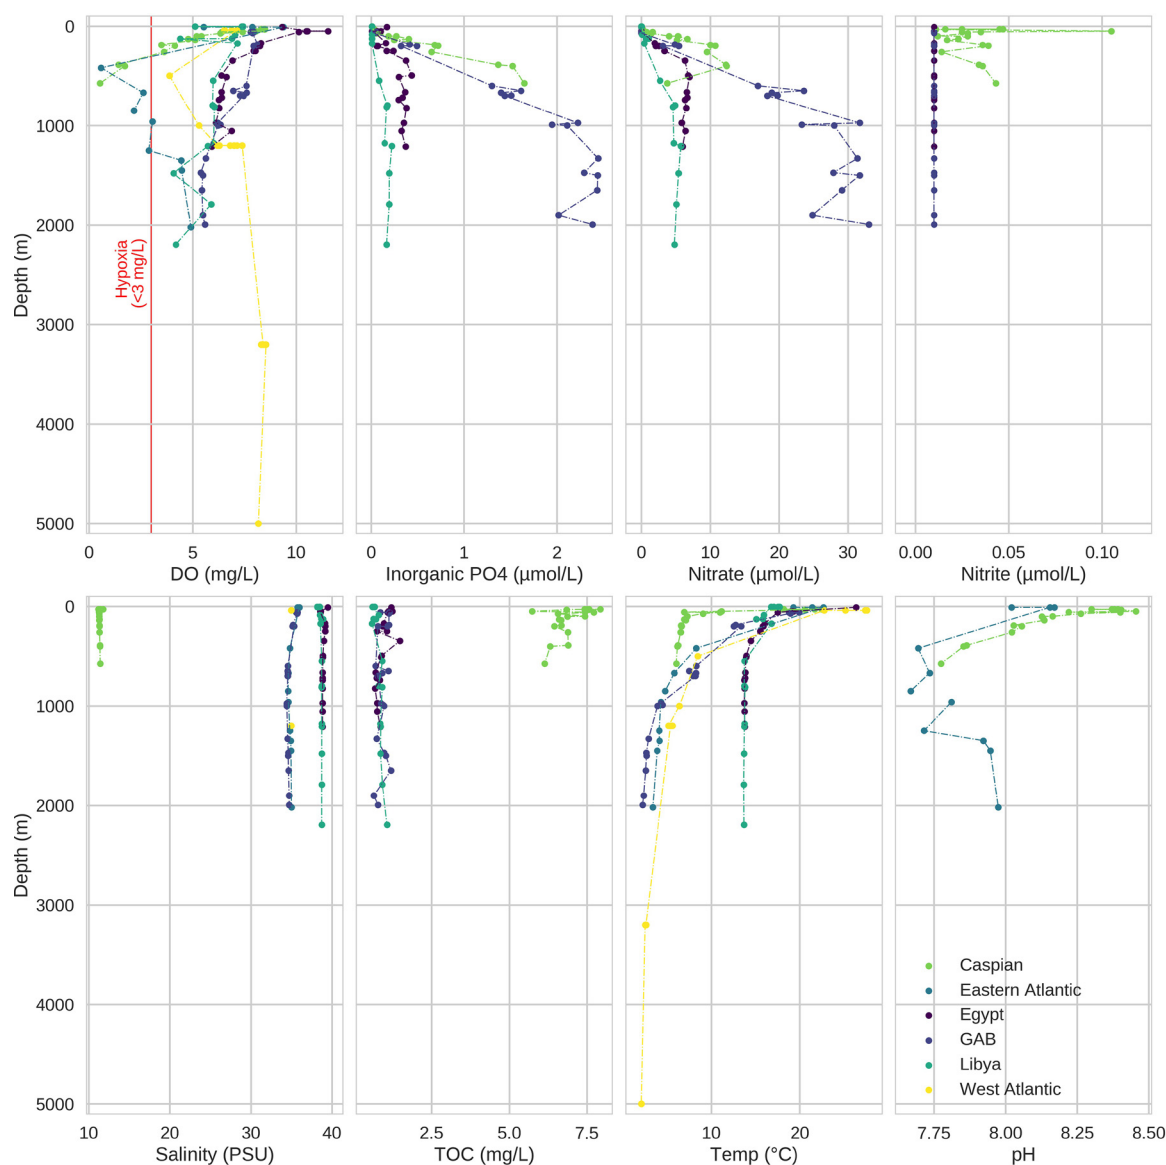 0
1000
2000
3000
4000
5000
Depth (m)
Hypoxia
(<3 mg/L)
0 5 10
DO (mg/L)
0 1 2
Inorganic PO4 (μmol/L)
0 10 20 30
Nitrate (μmol/L)
0.00 0.05 0.10
Nitrite (μmol/L)
0
1000
2000
3000
4000
5000
Depth (m)
10 20 30 40
Salinity (PSU)
2.5 5.0 7.5
TOC (mg/L)
10 20
Temp (°C)
Caspian
Eastern Atlantic
Egypt
GAB
Libya
West Atlantic
7.75 8.00 8.25 8.50
pH